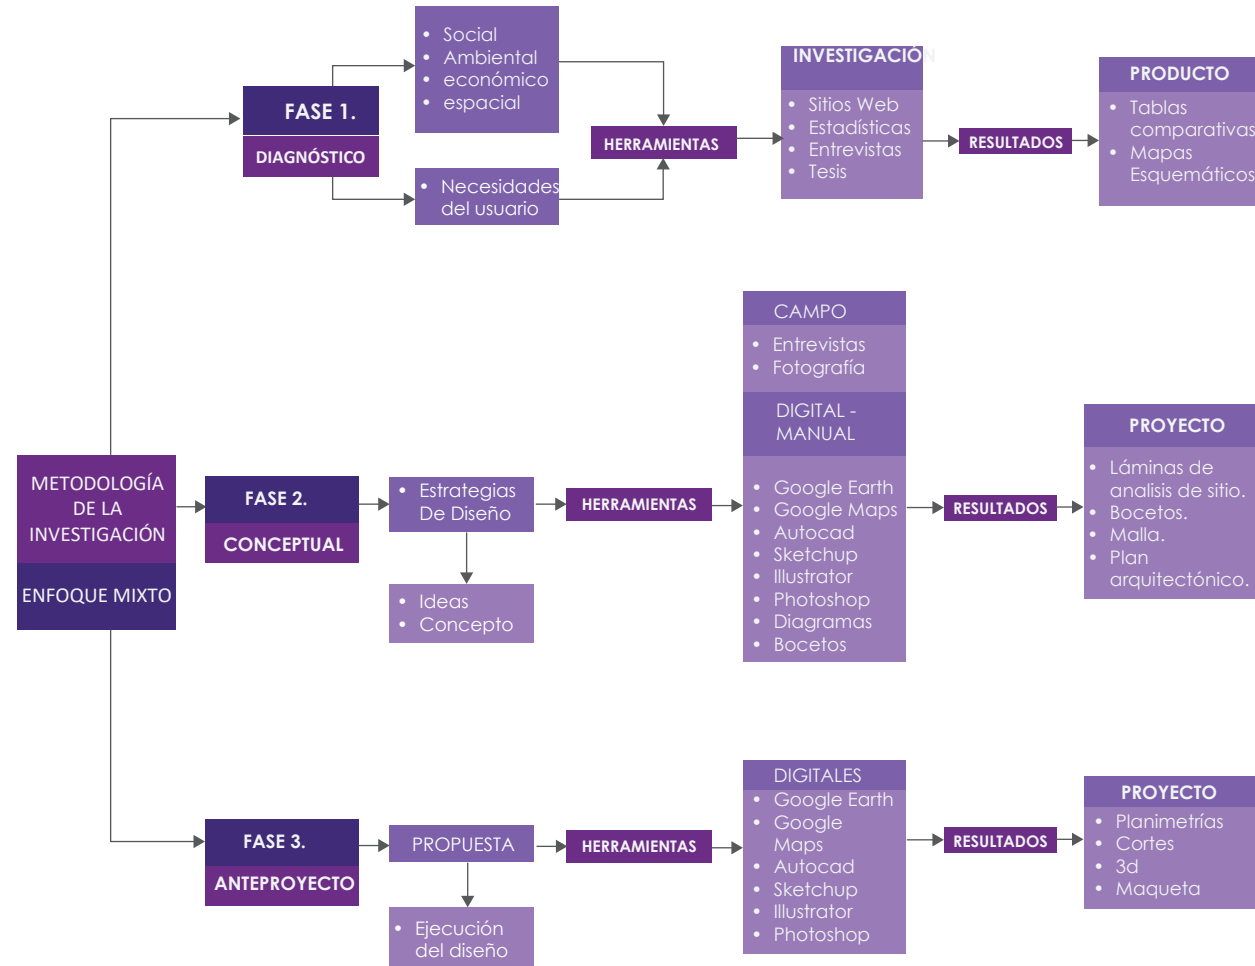 METODOLOGÍA
DE LA
INVESTIGACIÓN
ENFOQUE MIXTO
FASE 1.
DIAGNÓSTICO
• Social
• Ambiental
• económico
• espacial
• Necesidades
del usuario
HERRAMIENTAS
INVESTIGACIÓN
• Sitios Web
• Estadísticas
• Entrevistas
• Tesis
RESULTADOS
PRODUCTO
• Tablas
comparativas
• Mapas
Esquemáticos
FASE 2.
CONCEPTUAL
• Estrategias
De Diseño
• Ideas
• Concepto
HERRAMIENTAS
CAMPO
• Entrevistas
• Fotografía
DIGITAL -
MANUAL
• Google Earth
• Google Maps
• Autocad
• Sketchup
• Illustrator
• Photoshop
• Diagramas
• Bocetos
RESULTADOS
PROYECTO
• Láminas de
analisis de sitio.
• Bocetos.
• Malla.
• Plan
arquitectónico.
FASE 3.
ANTEPROYECTO
PROPUESTA
• Ejecución
del diseño
HERRAMIENTAS
DIGITALES
• Google Earth
• Google
Maps
• Autocad
• Sketchup
• Illustrator
• Photoshop
RESULTADOS
PROYECTO
• Planimetrías
• Cortes
• 3d
• Maqueta